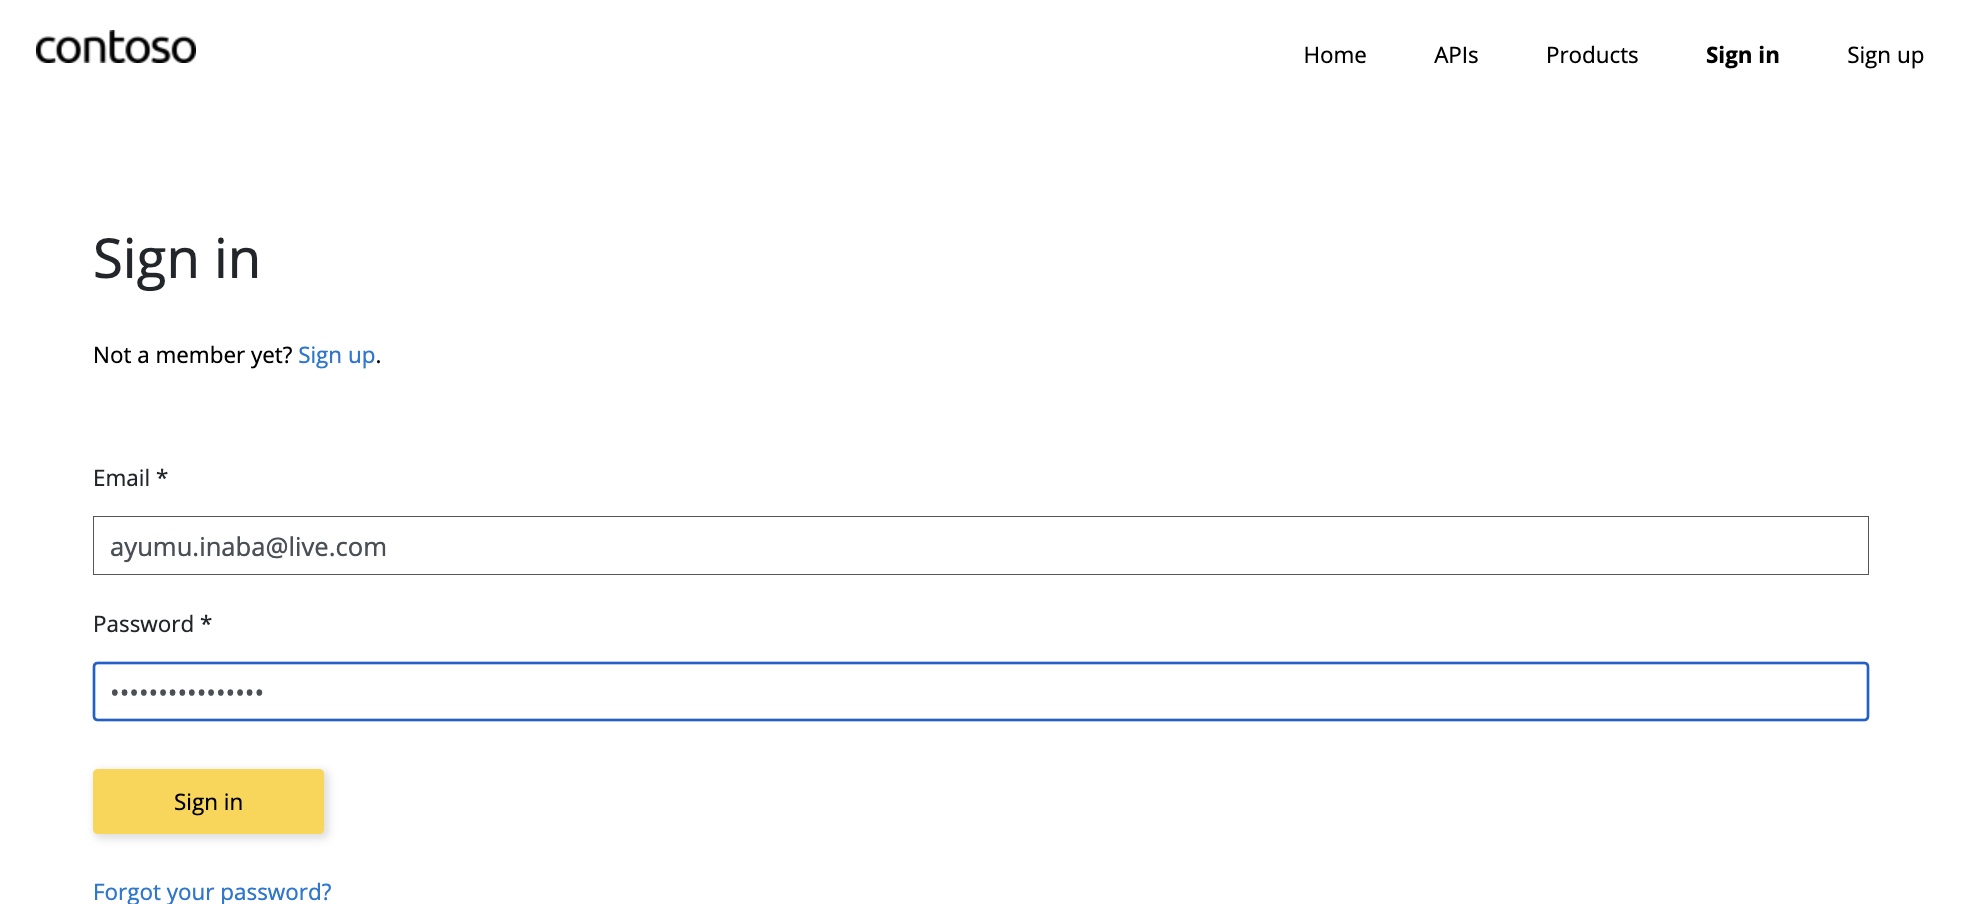 contoso
Home APIs Products Sign in Sign up
Sign in
Not a member yet? Sign up.
Email *
ayumu.inaba@live.com
Password *
••••••••••••••••
Sign in
Forgot your password?